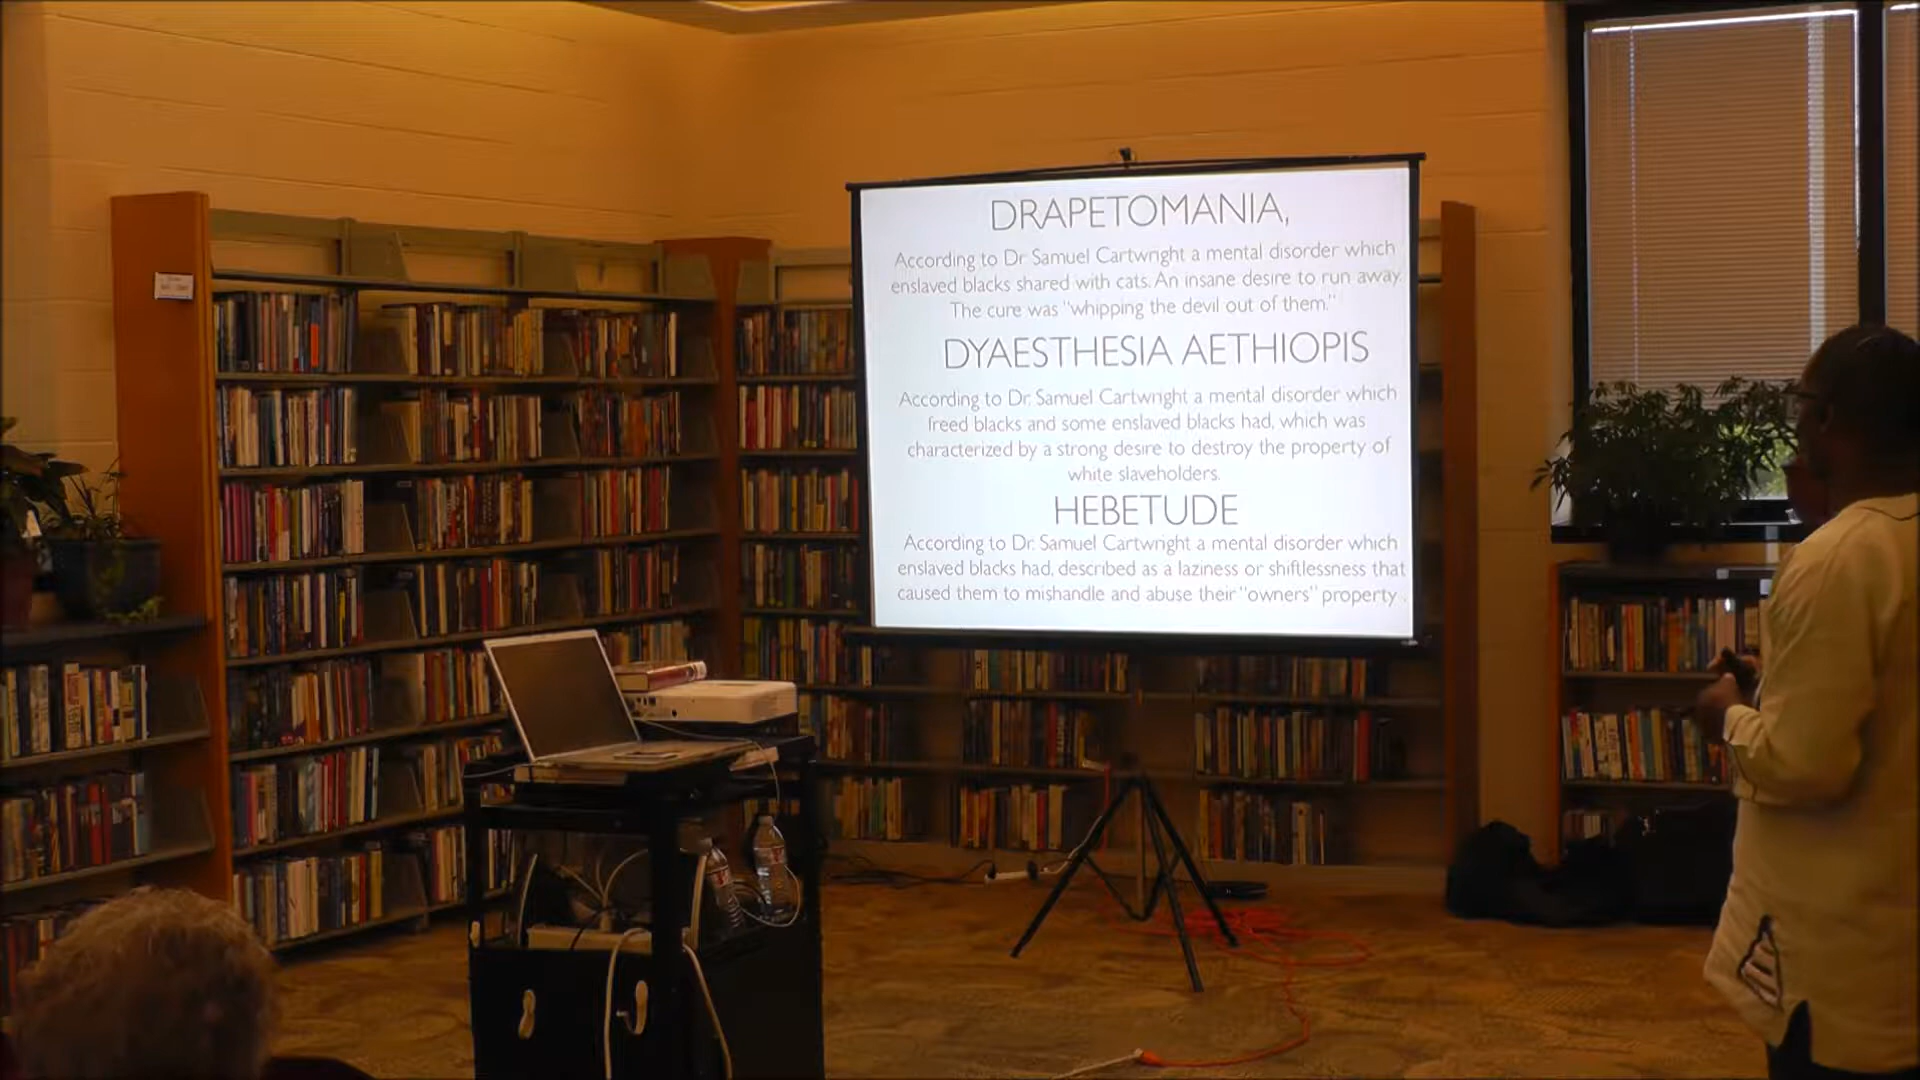 DRAPETOMANIA,
According to Dr Samuel Cartwright a mental disorder which
enslaved blacks shared with cats. An insane desire to run away.
The cure was "whipping the devil out of them."
DYAESTHESIA AETHIOPIS
According to Dr. Samuel Cartwright a mental disorder which
freed blacks and some enslaved blacks had, which was
characterized by a strong desire to destroy the property of
white slaveholders.
HEBETUDE
According to Dr. Samuel Cartwright a mental disorder which
enslaved blacks had, described as a laziness or shiftlessness that
caused them to mishandle and abuse their "owners" property.